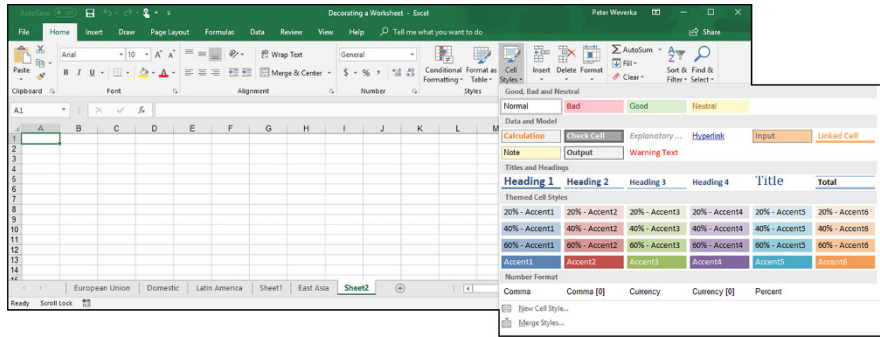 AutoSave Off Decorating a Worksheet - Excel Peter Weverka
File Home Insert Draw Page Layout Formulas Data Review View Help Tell me what you want to do Share
Arial 10 A A Wrap Text General AutoSum
Fill
Paste B I U A Merge & Center $ % , Conditional Format as Cell Insert Delete Format Clear Sort & Find &
Formatting Table Styles Filter Select
Clipboard Font Alignment Number Styles
A1 fx
A B C D E F G H I J K L M
1
2
3
4
5
6
7
8
9
10
11
12
13
14
15
European Union Domestic Latin America Sheet1 East Asia Sheet2
Ready Scroll Lock
Good, Bad and Neutral
Normal Bad Good Neutral
Data and Model
Calculation Check Cell Explanatory ... Hyperlink Input Linked Cell
Note Output Warning Text
Titles and Headings
Heading 1 Heading 2 Heading 3 Heading 4 Title Total
Themed Cell Styles
20% - Accent1 20% - Accent2 20% - Accent3 20% - Accent4 20% - Accent5 20% - Accent6
40% - Accent1 40% - Accent2 40% - Accent3 40% - Accent4 40% - Accent5 40% - Accent6
60% - Accent1 60% - Accent2 60% - Accent3 60% - Accent4 60% - Accent5 60% - Accent6
Accent1 Accent2 Accent3 Accent4 Accent5 Accent6
Number Format
Comma Comma [0] Currency Currency [0] Percent
New Cell Style...
Merge Styles...